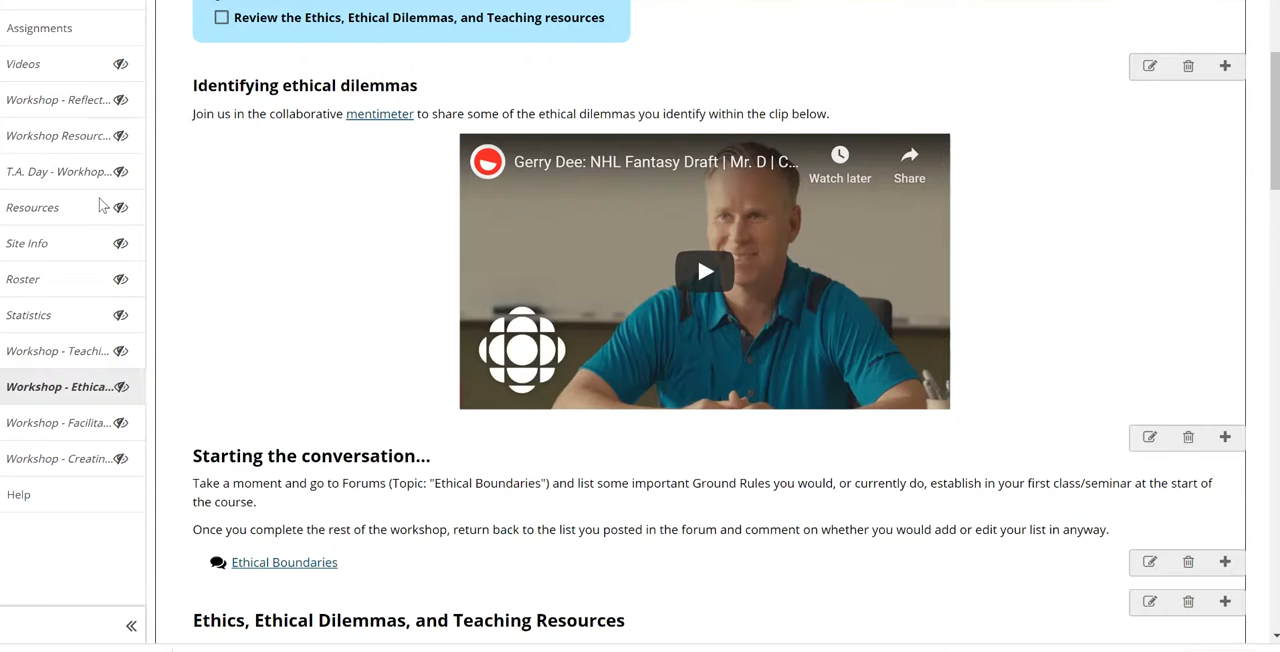 Assignments
Videos
Workshop - Reflect...
Workshop Resourc...
T.A. Day - Workhop...
Resources
Site Info
Roster
Statistics
Workshop - Teachi...
Workshop - Ethica...
Workshop - Facilita...
Workshop - Creatin...
Help
Review the Ethics, Ethical Dilemmas, and Teaching resources
Identifying ethical dilemmas
Join us in the collaborative mentimeter to share some of the ethical dilemmas you identify within the clip below.
Gerry Dee: NHL Fantasy Draft | Mr. D | C...
Watch later
Share
Starting the conversation...
Take a moment and go to Forums (Topic: "Ethical Boundaries") and list some important Ground Rules you would, or currently do, establish in your first class/seminar at the start of
the course.
Once you complete the rest of the workshop, return back to the list you posted in the forum and comment on whether you would add or edit your list in anyway.
Ethical Boundaries
Ethics, Ethical Dilemmas, and Teaching Resources